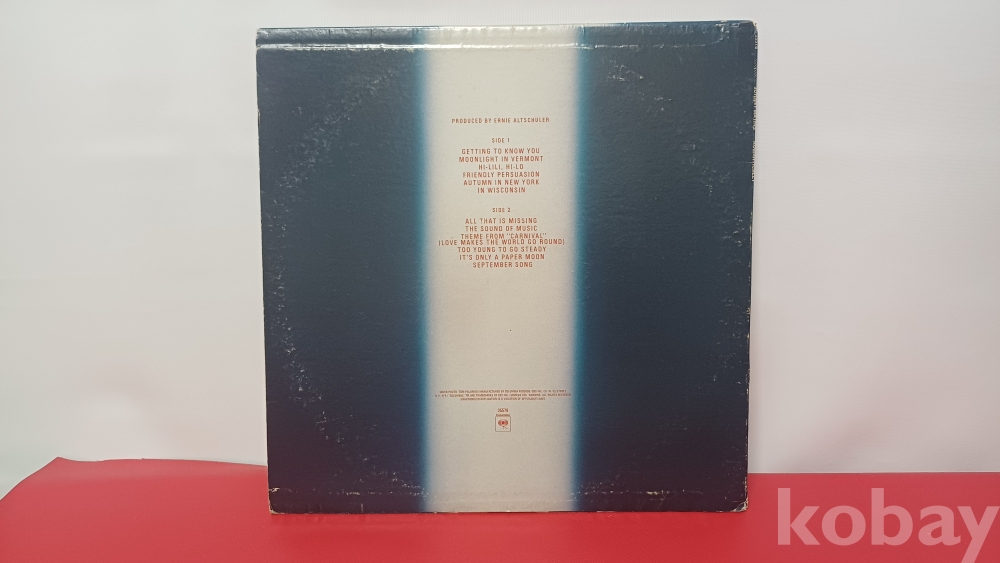 PRODUCED BY ERNIE ALTSCHULER
SIDE 1
GETTING TO KNOW YOU
MOONLIGHT IN VERMONT
HI-LILI, HI-LO
FRIENDLY PERSUASION
AUTUMN IN NEW YORK
IN WISCONSIN
SIDE 2
ALL THAT IS MISSING
THE SOUND OF MUSIC
THEME FROM "CARNIVAL"
(LOVE MAKES THE WORLD GO ROUND)
TOO YOUNG TO GO STEADY
IT'S ONLY A PAPER MOON
SEPTEMBER SONG
kobay